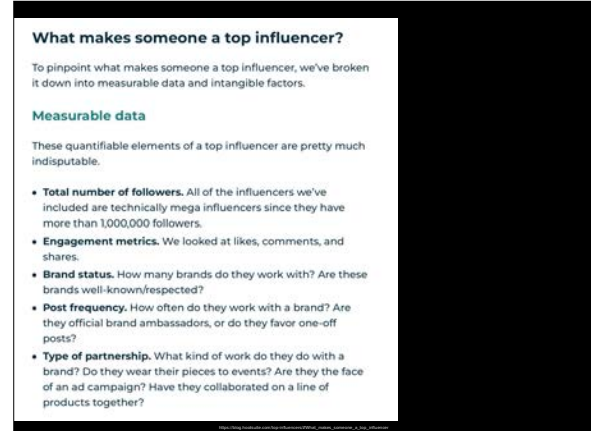 What makes someone a top influencer?
To pinpoint what makes someone a top influencer, we've broken
it down into measurable data and intangible factors.
Measurable data
These quantifiable elements of a top influencer are pretty much
indisputable.
• Total number of followers. All of the influencers we've
included are technically mega influencers since they have
more than 1,000,000 followers.
• Engagement metrics. We looked at likes, comments, and
shares.
• Brand status. How many brands do they work with? Are these
brands well-known/respected?
• Post frequency. How often do they work with a brand? Are
they official brand ambassadors, or do they favor one-off
posts?
• Type of partnership. What kind of work do they do with a
brand? Do they wear their pieces to events? Are they the face
of an ad campaign? Have they collaborated on a line of
products together?
https://blog.hootsuite.com/top-influencers/#What_makes_someone_a_top_influencer